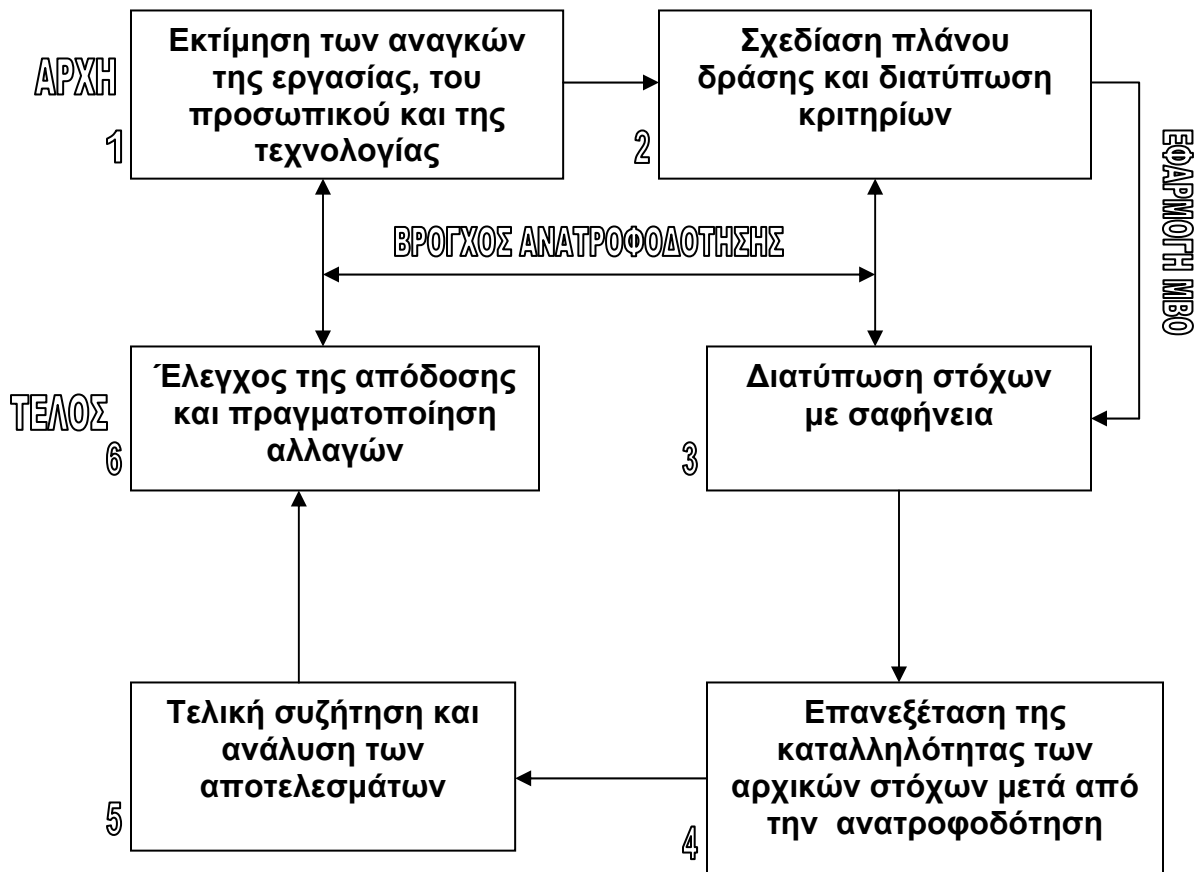 ΑΡΧΗ
1
Εκτίμηση των αναγκών
της εργασίας, του
προσωπικού και της
τεχνολογίας
2
Σχεδίαση πλάνου
δράσης και διατύπωση
κριτηρίων
ΕΦΑΡΜΟΓΗ ΜΒΟ
ΒΡΟΓΧΟΣ ΑΝΑΤΡΟΦΟΔΟΤΗΣΗΣ
ΤΕΛΟΣ
6
Έλεγχος της απόδοσης
και πραγματοποίηση
αλλαγών
3
Διατύπωση στόχων
με σαφήνεια
5
Τελική συζήτηση και
ανάλυση των
αποτελεσμάτων
4
Επανεξέταση της
καταλληλότητας των
αρχικών στόχων μετά από
την ανατροφοδότηση